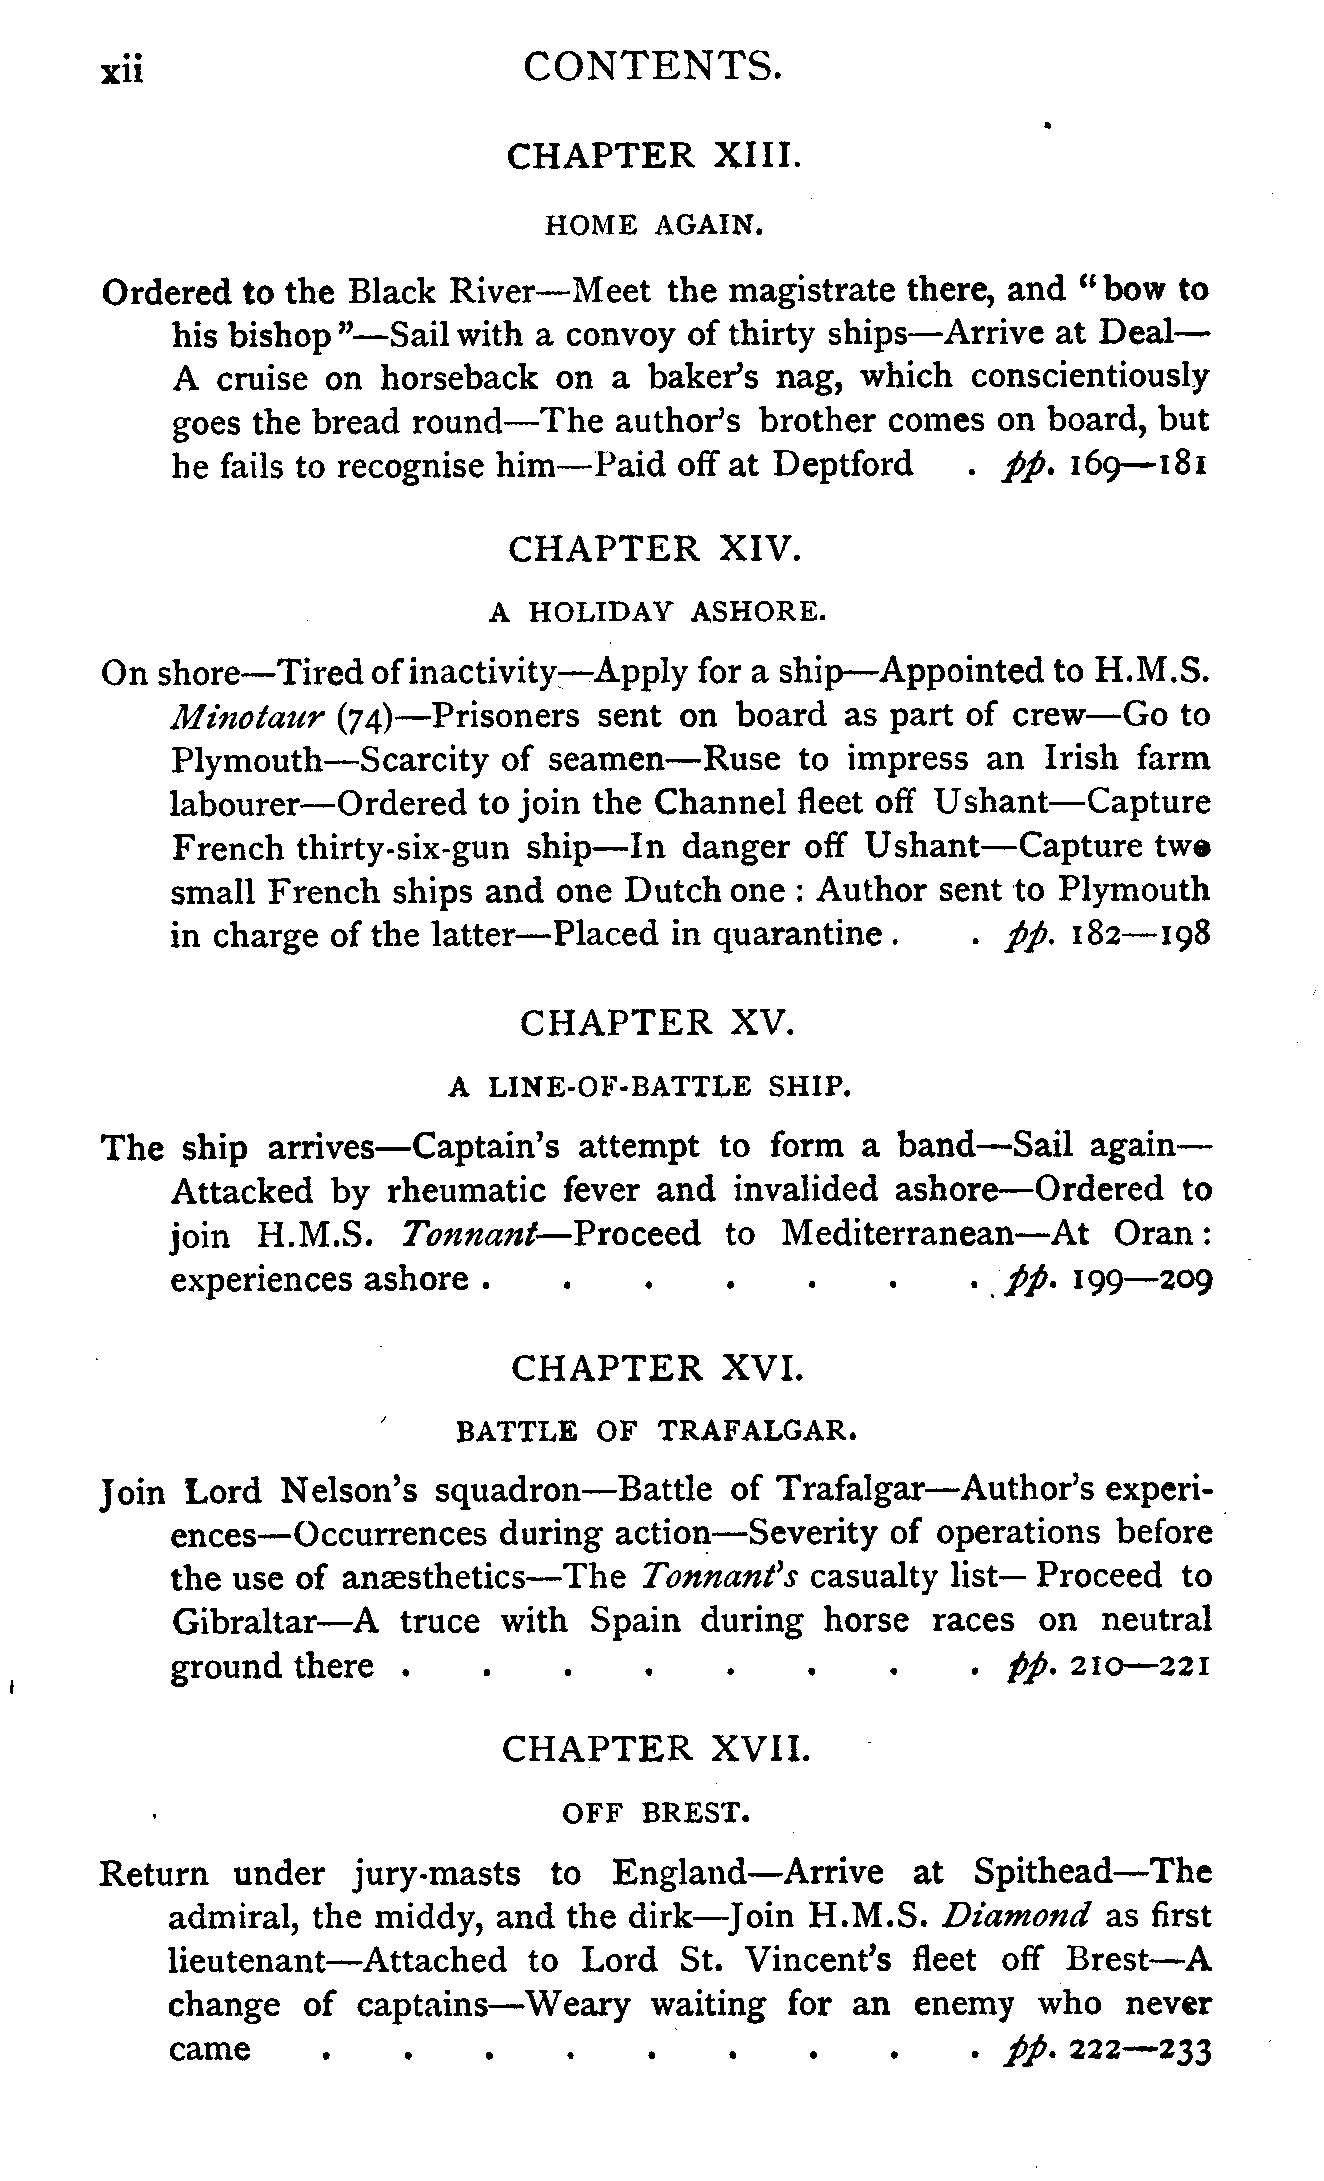 xii CONTENTS.
CHAPTER XIII.
HOME AGAIN.
Ordered to the Black River—Meet the magistrate there, and “bow to
his bishop”—Sail with a convoy of thirty ships—Arrive at Deal—
A cruise on horseback on a baker’s nag, which conscientiously
goes the bread round—The author’s brother comes on board, but
he fails to recognise him—Paid off at Deptford . pp. 169—181
CHAPTER XIV.
A HOLIDAY ASHORE.
On shore—Tired of inactivity—Apply for a ship—Appointed to H.M.S.
Minotaur (74)—Prisoners sent on board as part of crew—Go to
Plymouth—Scarcity of seamen—Ruse to impress an Irish farm
labourer—Ordered to join the Channel fleet off Ushant—Capture
French thirty-six-gun ship—In danger off Ushant—Capture two
small French ships and one Dutch one : Author sent to Plymouth
in charge of the latter—Placed in quarantine . . pp. 182—198
CHAPTER XV.
A LINE-OF-BATTLE SHIP.
The ship arrives—Captain’s attempt to form a band—Sail again—
Attacked by rheumatic fever and invalided ashore—Ordered to
join H.M.S. Tonnant—Proceed to Mediterranean—At Oran :
experiences ashore . . . . . . . pp. 199—209
CHAPTER XVI.
BATTLE OF TRAFALGAR.
Join Lord Nelson’s squadron—Battle of Trafalgar—Author’s experi-
ences—Occurrences during action—Severity of operations before
the use of anæsthetics—The Tonnant’s casualty list—Proceed to
Gibraltar—A truce with Spain during horse races on neutral
ground there . . . . . . . . pp. 210—221
CHAPTER XVII.
OFF BREST.
Return under jury-masts to England—Arrive at Spithead—The
admiral, the middy, and the dirk—Join H.M.S. Diamond as first
lieutenant—Attached to Lord St. Vincent’s fleet off Brest—A
change of captains—Weary waiting for an enemy who never
came . . . . . . . . . pp. 222—233